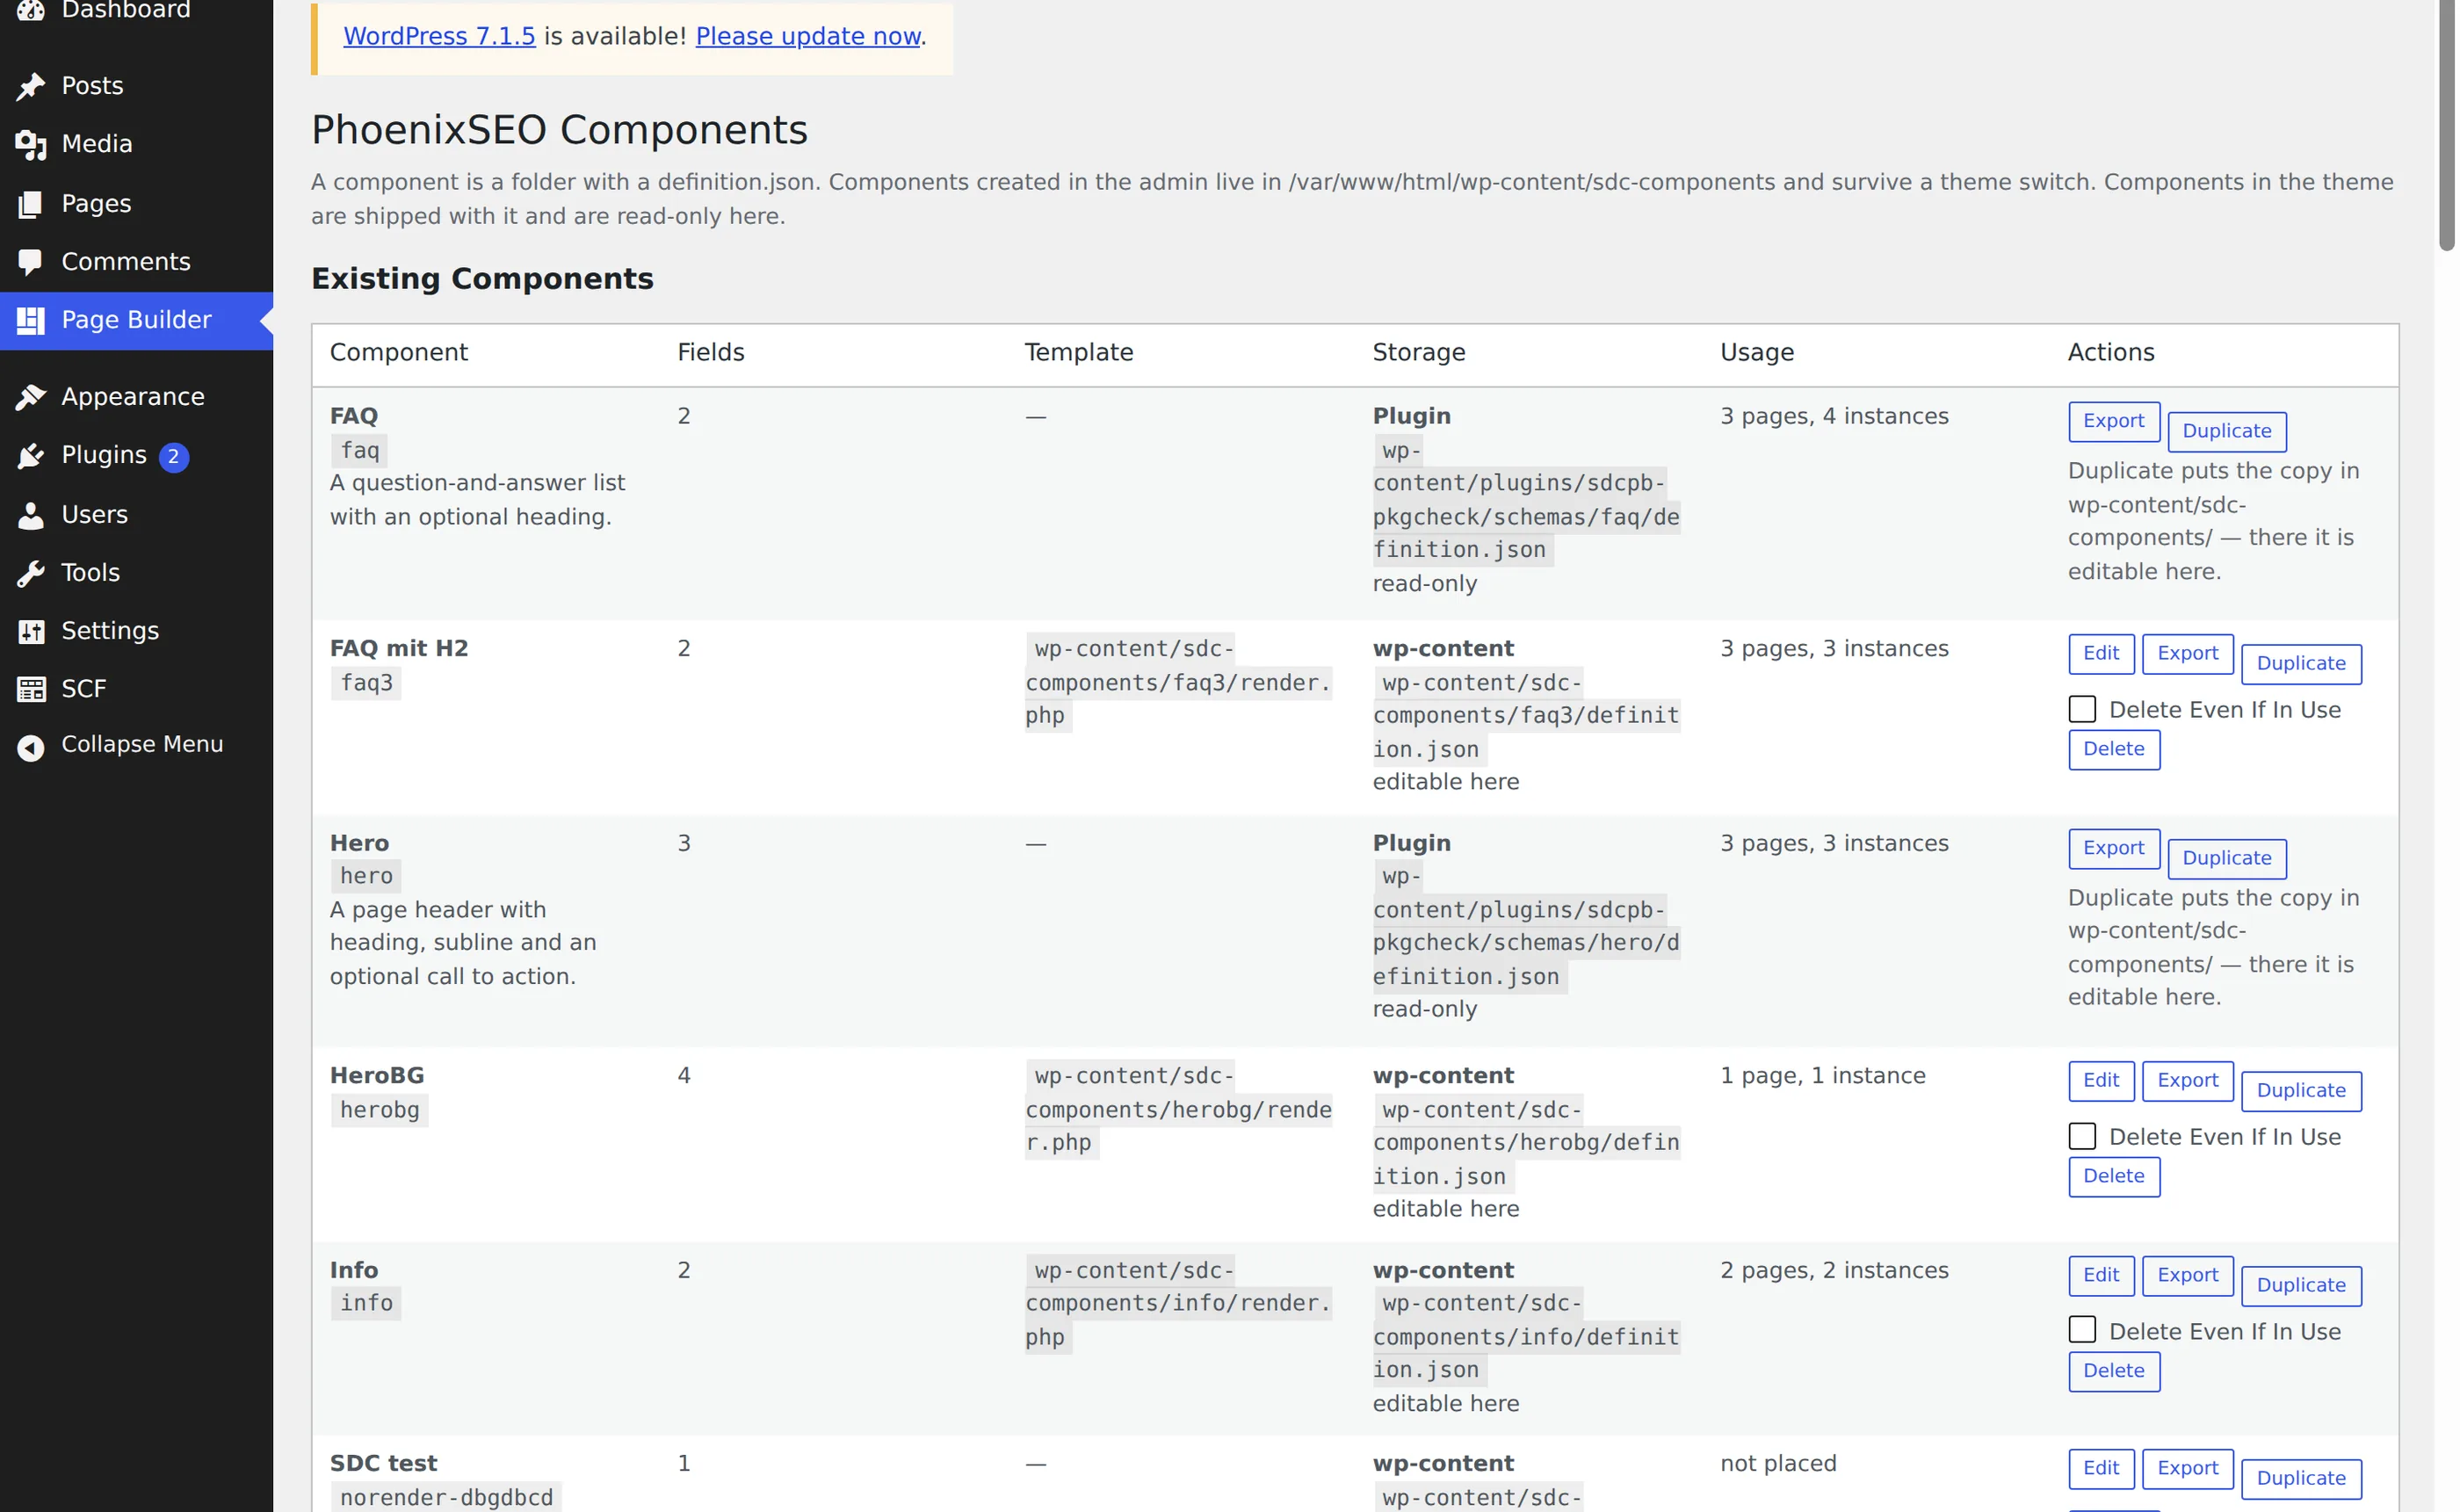 Dashboard
Posts
Media
Pages
Comments
Page Builder
Appearance
Plugins 2
Users
Tools
Settings
SCF
Collapse Menu
WordPress 7.1.5 is available! Please update now.
PhoenixSEO Components
A component is a folder with a definition.json. Components created in the admin live in /var/www/html/wp-content/sdc-components and survive a theme switch. Components in the theme
are shipped with it and are read-only here.
Existing Components
Component Fields Template Storage Usage Actions
FAQ
faq
A question-and-answer list
with an optional heading.
2
—
Plugin
wp-
content/plugins/sdcpb-
pkgcheck/schemas/faq/de
finition.json
read-only
3 pages, 4 instances
Export Duplicate
Duplicate puts the copy in
wp-content/sdc-
components/ — there it is
editable here.
FAQ mit H2
faq3
2
wp-content/sdc-
components/faq3/render.
php
wp-content
wp-content/sdc-
components/faq3/definit
ion.json
editable here
3 pages, 3 instances
Edit Export Duplicate
Delete Even If In Use
Delete
Hero
hero
A page header with
heading, subline and an
optional call to action.
3
—
Plugin
wp-
content/plugins/sdcpb-
pkgcheck/schemas/hero/d
efinition.json
read-only
3 pages, 3 instances
Export Duplicate
Duplicate puts the copy in
wp-content/sdc-
components/ — there it is
editable here.
HeroBG
herobg
4
wp-content/sdc-
components/herobg/rende
r.php
wp-content
wp-content/sdc-
components/herobg/defin
ition.json
editable here
1 page, 1 instance
Edit Export Duplicate
Delete Even If In Use
Delete
Info
info
2
wp-content/sdc-
components/info/render.
php
wp-content
wp-content/sdc-
components/info/definit
ion.json
editable here
2 pages, 2 instances
Edit Export Duplicate
Delete Even If In Use
Delete
SDC test
norender-dbgdbcd
1
—
wp-content
wp-content/sdc-
not placed
Edit Export Duplicate